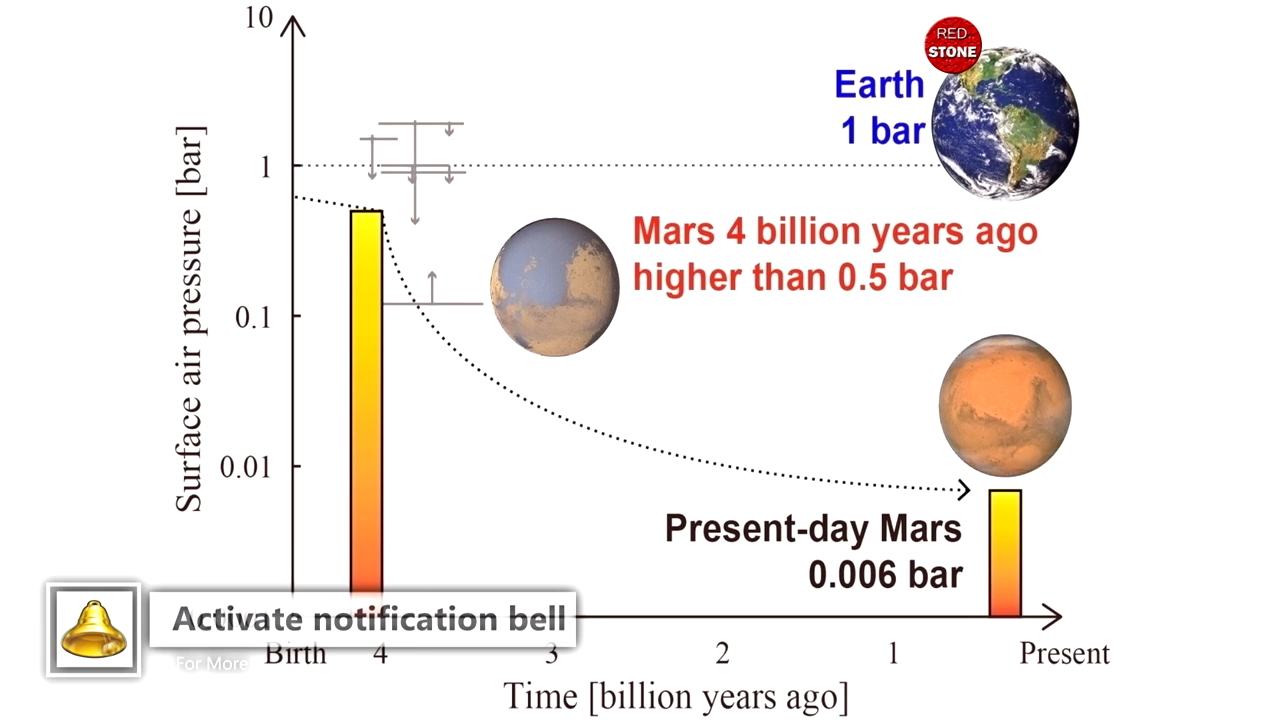 10
RED
STONE
Earth
1 bar
1
Surface air pressure [bar]
Mars 4 billion years ago
higher than 0.5 bar
0.1
0.01
Present-day Mars
0.006 bar
Activate notification bell
For More
Birth 4 3 2 1 Present
Time [billion years ago]